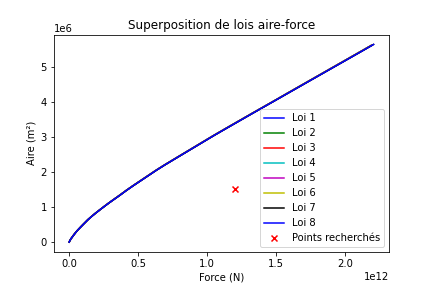 Superposition de lois aire-force
1e6
5
4
3
2
1
0
Aire (m²)
Loi 1
Loi 2
Loi 3
Loi 4
Loi 5
Loi 6
Loi 7
Loi 8
Points recherchés
0.0 0.5 1.0 1.5 2.0
1e12
Force (N)